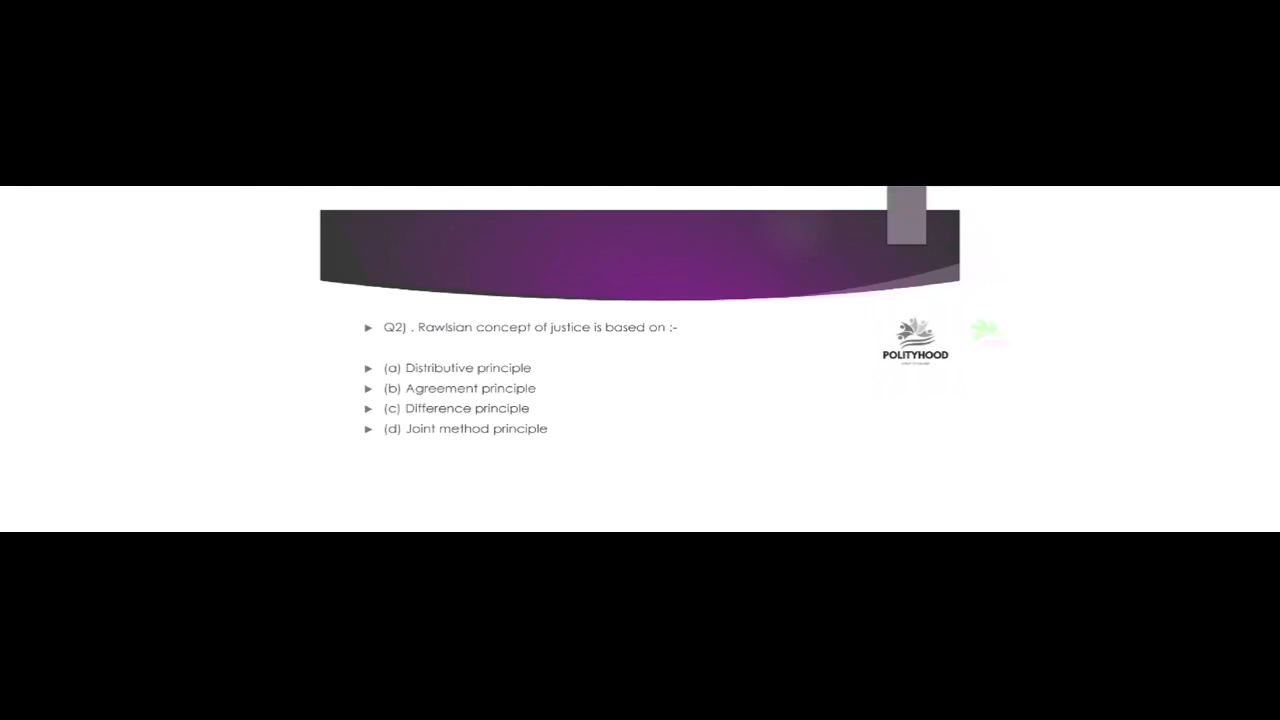 Q2) . Rawlsian concept of justice is based on :-
(a) Distributive principle
(b) Agreement principle
(c) Difference principle
(d) Joint method principle
POLITYHOOD